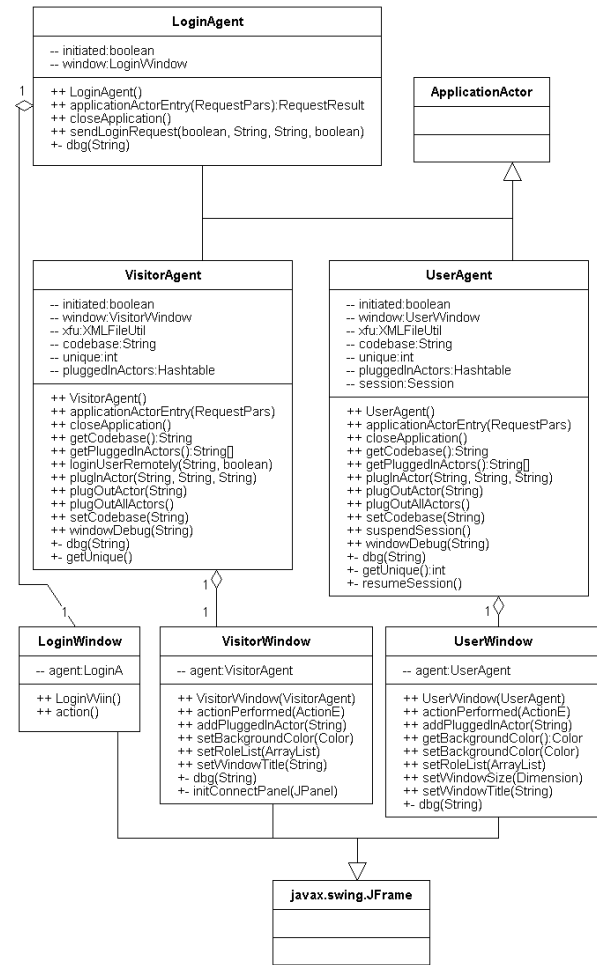 LoginAgent
-- initiated:boolean
-- window:LoginWindow
++ LoginAgent()
++ applicationActorEntry(RequestPars):RequestResult
++ closeApplication()
++ sendLoginRequest(boolean, String, String, boolean)
+- dbg(String)
1
ApplicationActor
VisitorAgent
-- initiated:boolean
-- window:VisitorWindow
-- xfu:XMLFileUtil
-- codebase:String
-- unique:int
-- pluggedInActors:Hashtable
++ VisitorAgent()
++ applicationActorEntry(RequestPars)
++ closeApplication()
++ getCodebase():String
++ getPluggedInActors():String[]
++ loginUserRemotely(String, boolean)
++ plugInActor(String, String, String)
++ plugOutActor(String)
++ plugOutAllActors()
++ setCodebase(String)
++ windowDebug(String)
+- dbg(String)
+- getUnique()
UserAgent
-- initiated:boolean
-- window:UserWindow
-- xfu:XMLFileUtil
-- codebase:String
-- unique:int
-- pluggedInActors:Hashtable
-- session:Session
++ UserAgent()
++ applicationActorEntry(RequestPars)
++ closeApplication()
++ getCodebase():String
++ getPluggedInActors():String[]
++ plugInActor(String, String, String)
++ plugOutActor(String)
++ plugOutAllActors()
++ setCodebase(String)
++ suspendSession()
++ windowDebug(String)
+- dbg(String)
+- getUnique():int
+- resumeSession()
1
1
1
1
LoginWindow
-- agent:LoginA
++ LoginWiin()
++ action()
VisitorWindow
-- agent:VisitorAgent
++ VisitorWindow(VisitorAgent)
++ actionPerformed(ActionE)
++ addPluggedInActor(String)
++ setBackgroundColor(Color)
++ setRoleList(ArrayList)
++ setWindowTitle(String)
+- dbg(String)
+- initConnectPanel(JPanel)
UserWindow
-- agent:UserAgent
++ UserWindow(UserAgent)
++ actionPerformed(ActionE)
++ addPluggedInActor(String)
++ getBackgroundColor():Color
++ setBackgroundColor(Color)
++ setRoleList(ArrayList)
++ setWindowSize(Dimension)
++ setWindowTitle(String)
+- dbg(String)
javax.swing.JFrame